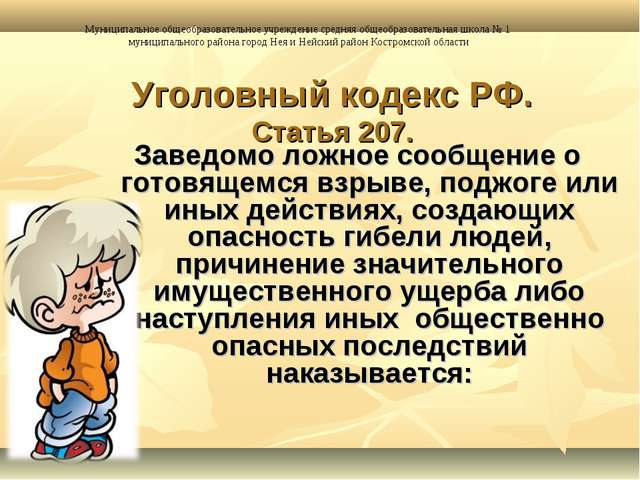 Муниципальное общеобразовательное учреждение средняя общеобразовательная школа № 1
муниципального района город Нея и Нейский район Костромской области
Уголовный кодекс РФ.
Статья 207.
Заведомо ложное сообщение о
готовящемся взрыве, поджоге или
иных действиях, создающих
опасность гибели людей,
причинение значительного
имущественного ущерба либо
наступления иных общественно
опасных последствий
наказывается: